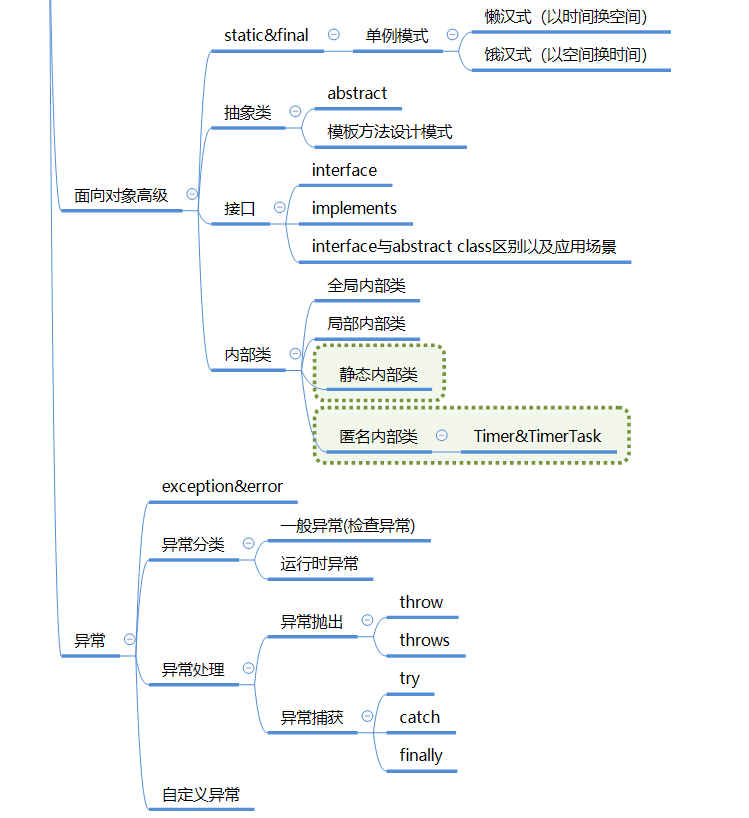 面向对象高级
static&final
单例模式
懒汉式（以时间换空间）
饿汉式（以空间换时间）
抽象类
abstract
模板方法设计模式
接口
interface
implements
interface与abstract class区别以及应用场景
内部类
全局内部类
局部内部类
静态内部类
匿名内部类
Timer&TimerTask
异常
exception&error
异常分类
一般异常(检查异常)
运行时异常
异常处理
异常抛出
throw
throws
异常捕获
try
catch
finally
自定义异常